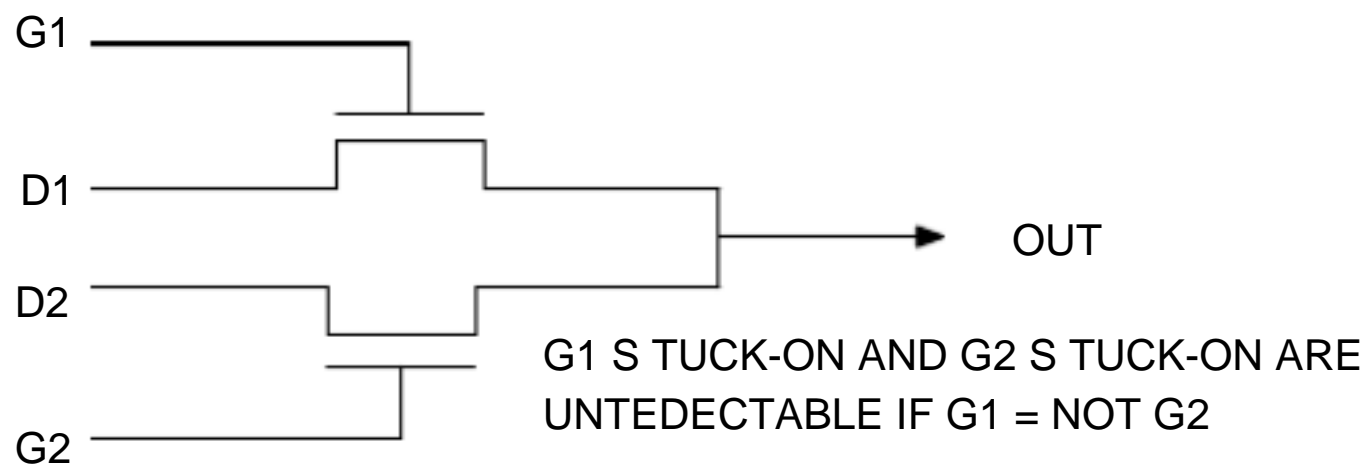 G1
D1
OUT
D2
G1 S TUCK-ON AND G2 S TUCK-ON ARE
UNTEDECTABLE IF G1 = NOT G2
G2